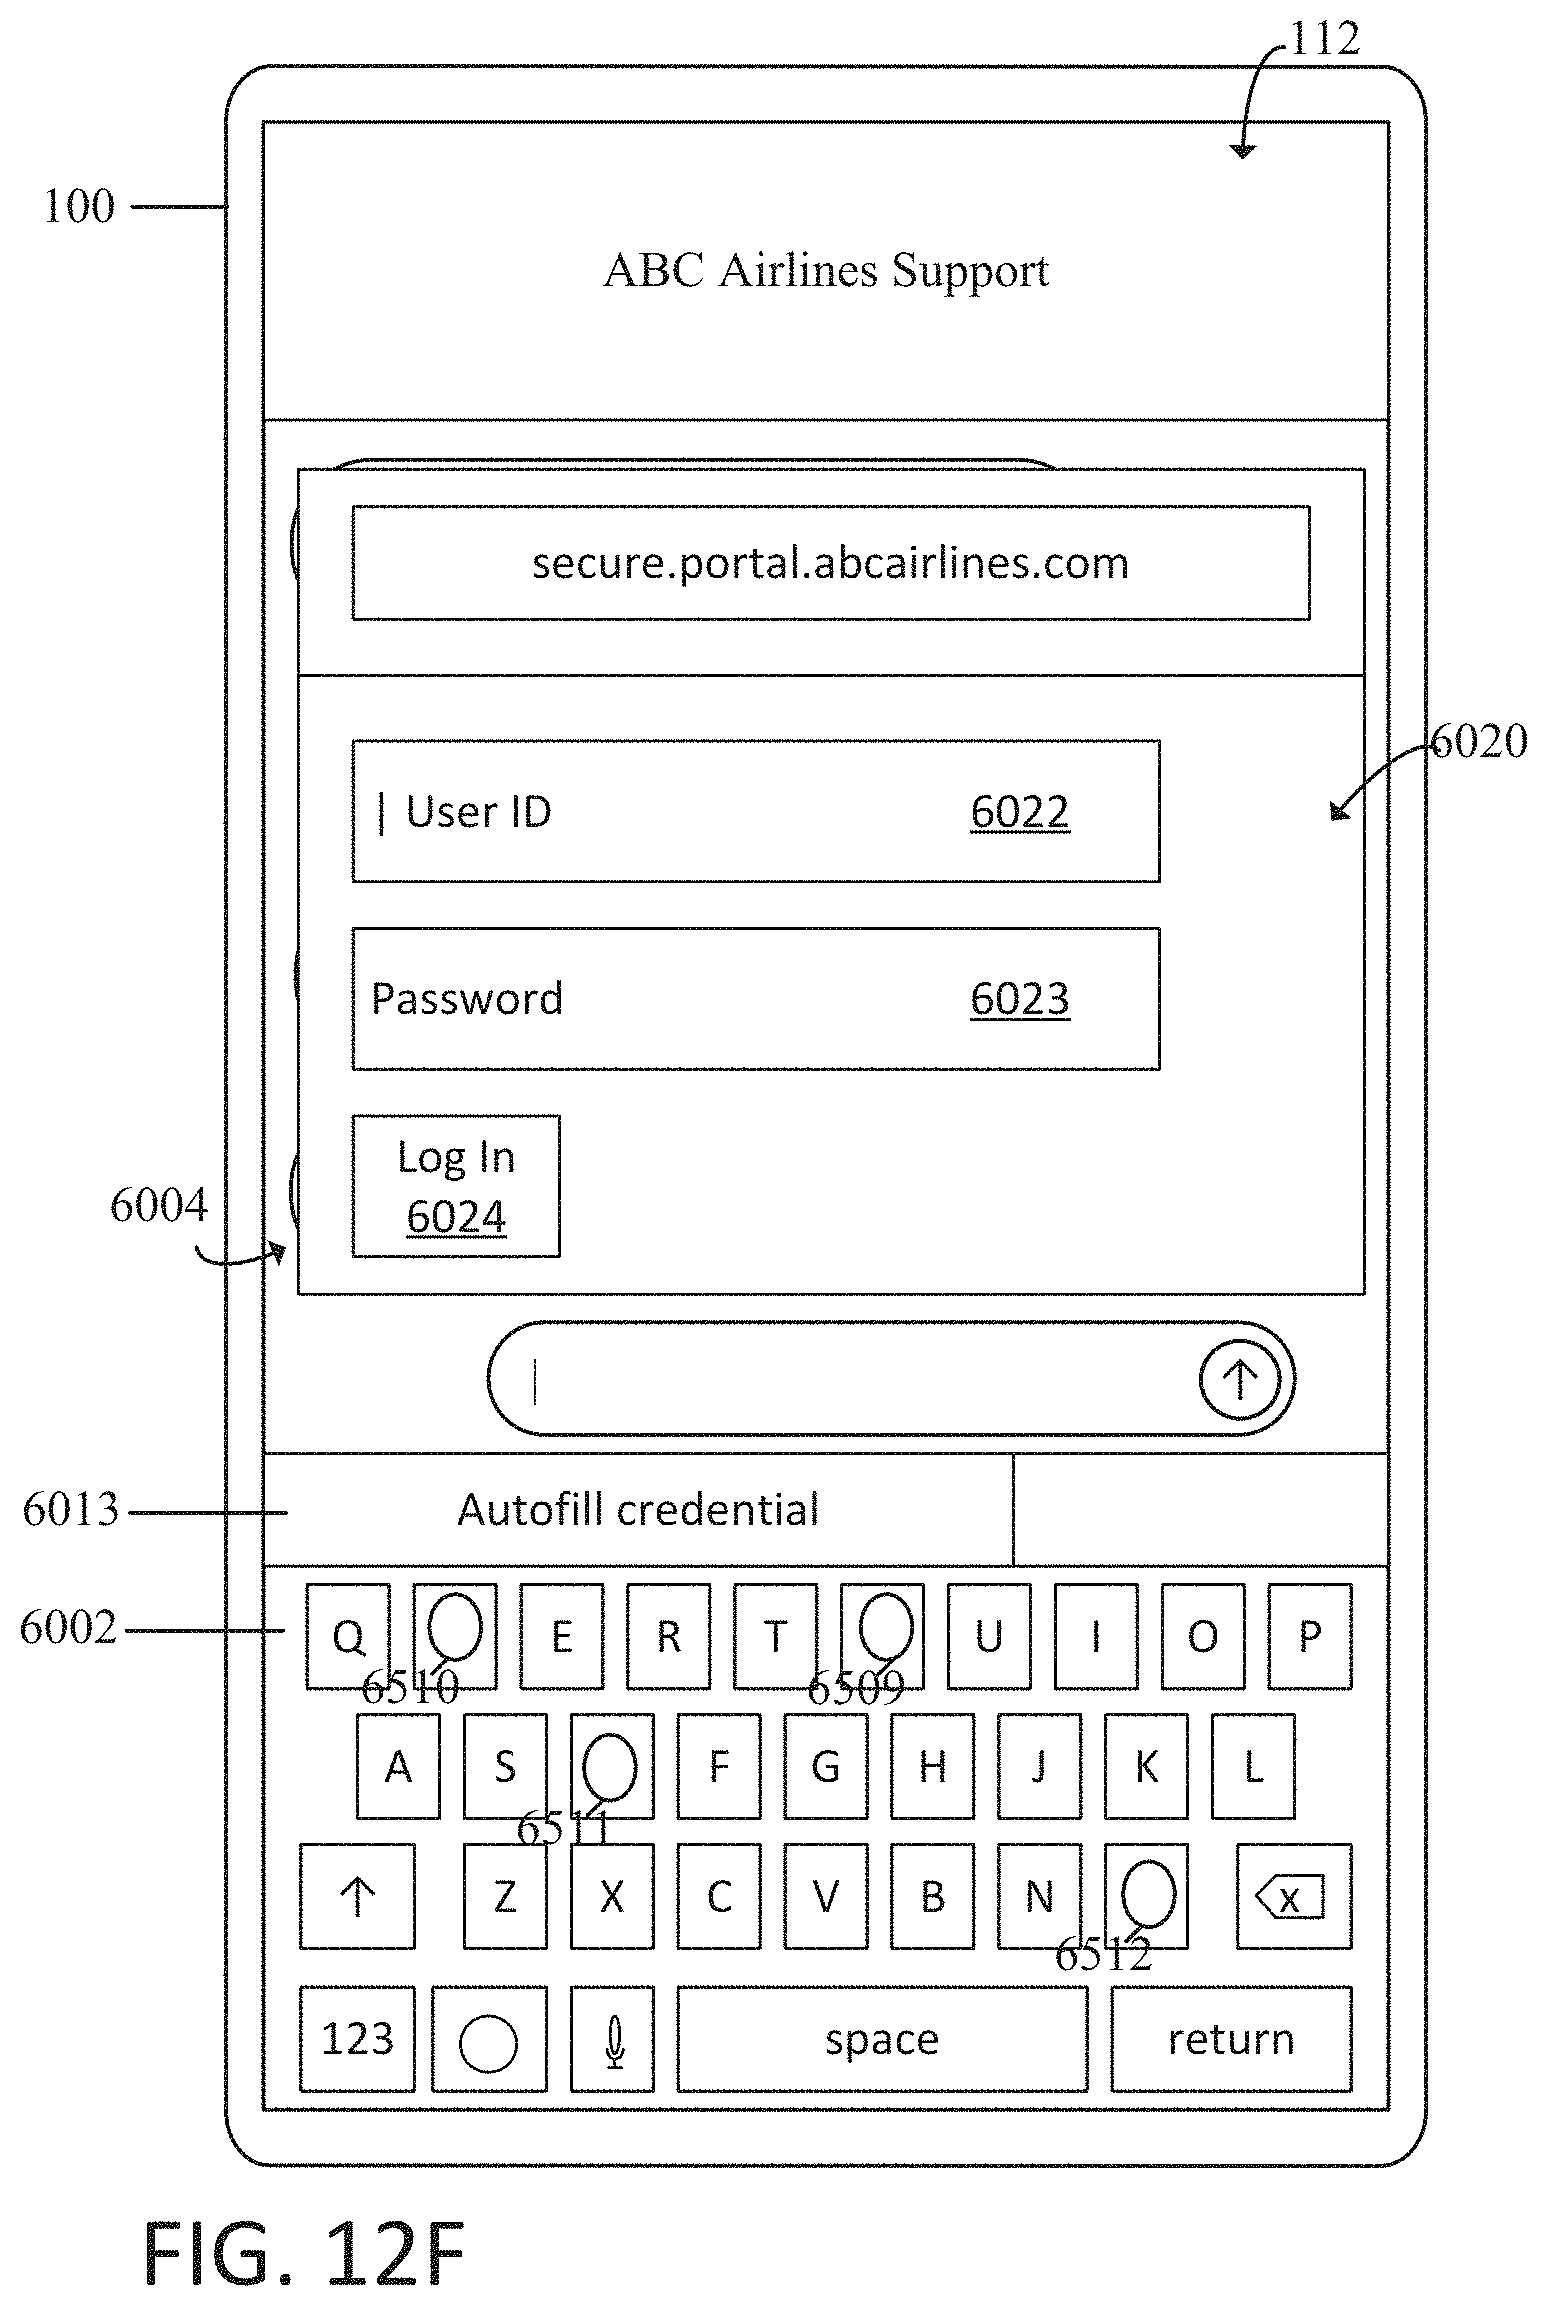 112
100
ABC Airlines Support
secure.portal.abcairlines.com
6020
| User ID 6022
Password 6023
Log In
6024
6004
6013
Autofill credential
6002
Q E R T U I O P
6510 6509
A S F G H J K L
6511
Z X C V B N X
6512
123 space return
FIG. 12F